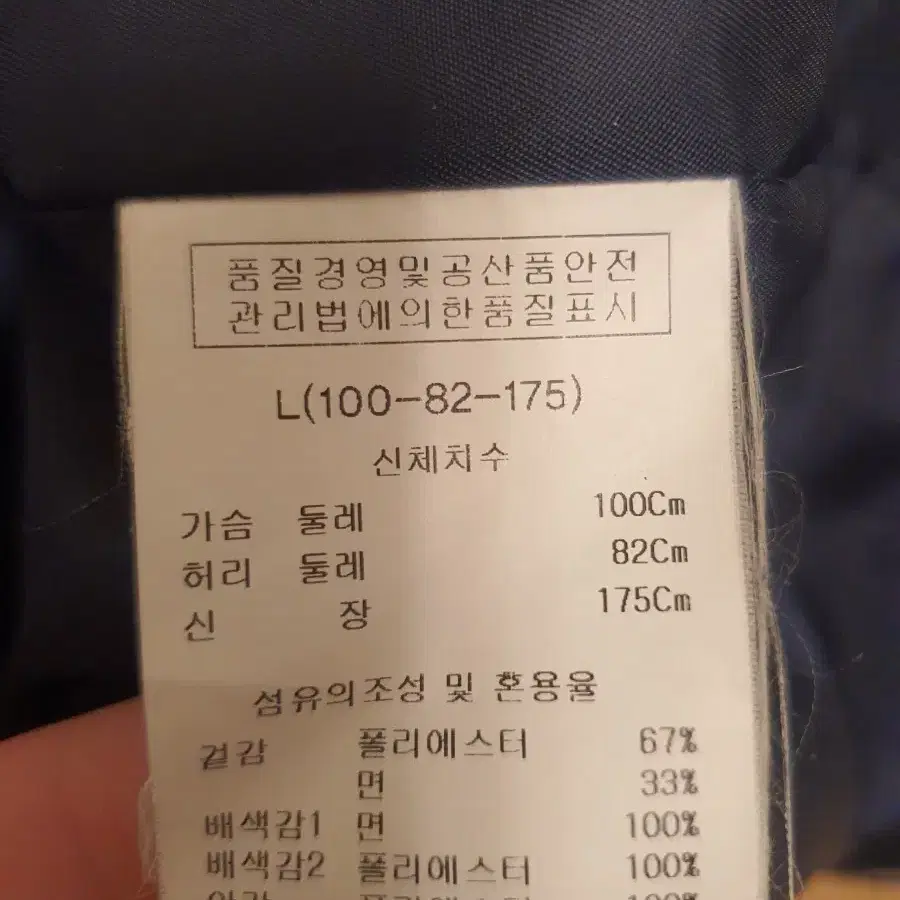 품질경영및공산품안전
관리법에의한품질표시
L(100-82-175)
신체치수
가슴 둘레 100Cm
허리 둘레 82Cm
신 장 175Cm
섬유의조성 및 혼용율
겉감 폴리에스터 67%
면 33%
배색감1 면 100%
배색감2 폴리에스터 100%